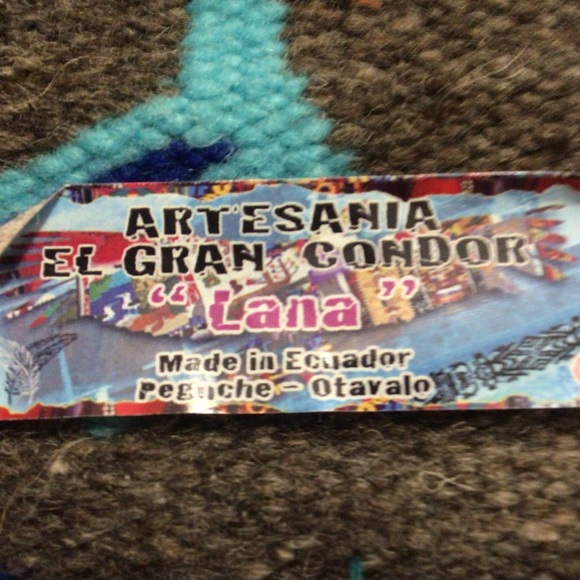 ARTESANIA
EL GRAN CONDOR
“ Lana ”
Made in Ecuador
Peguche - Otavalo